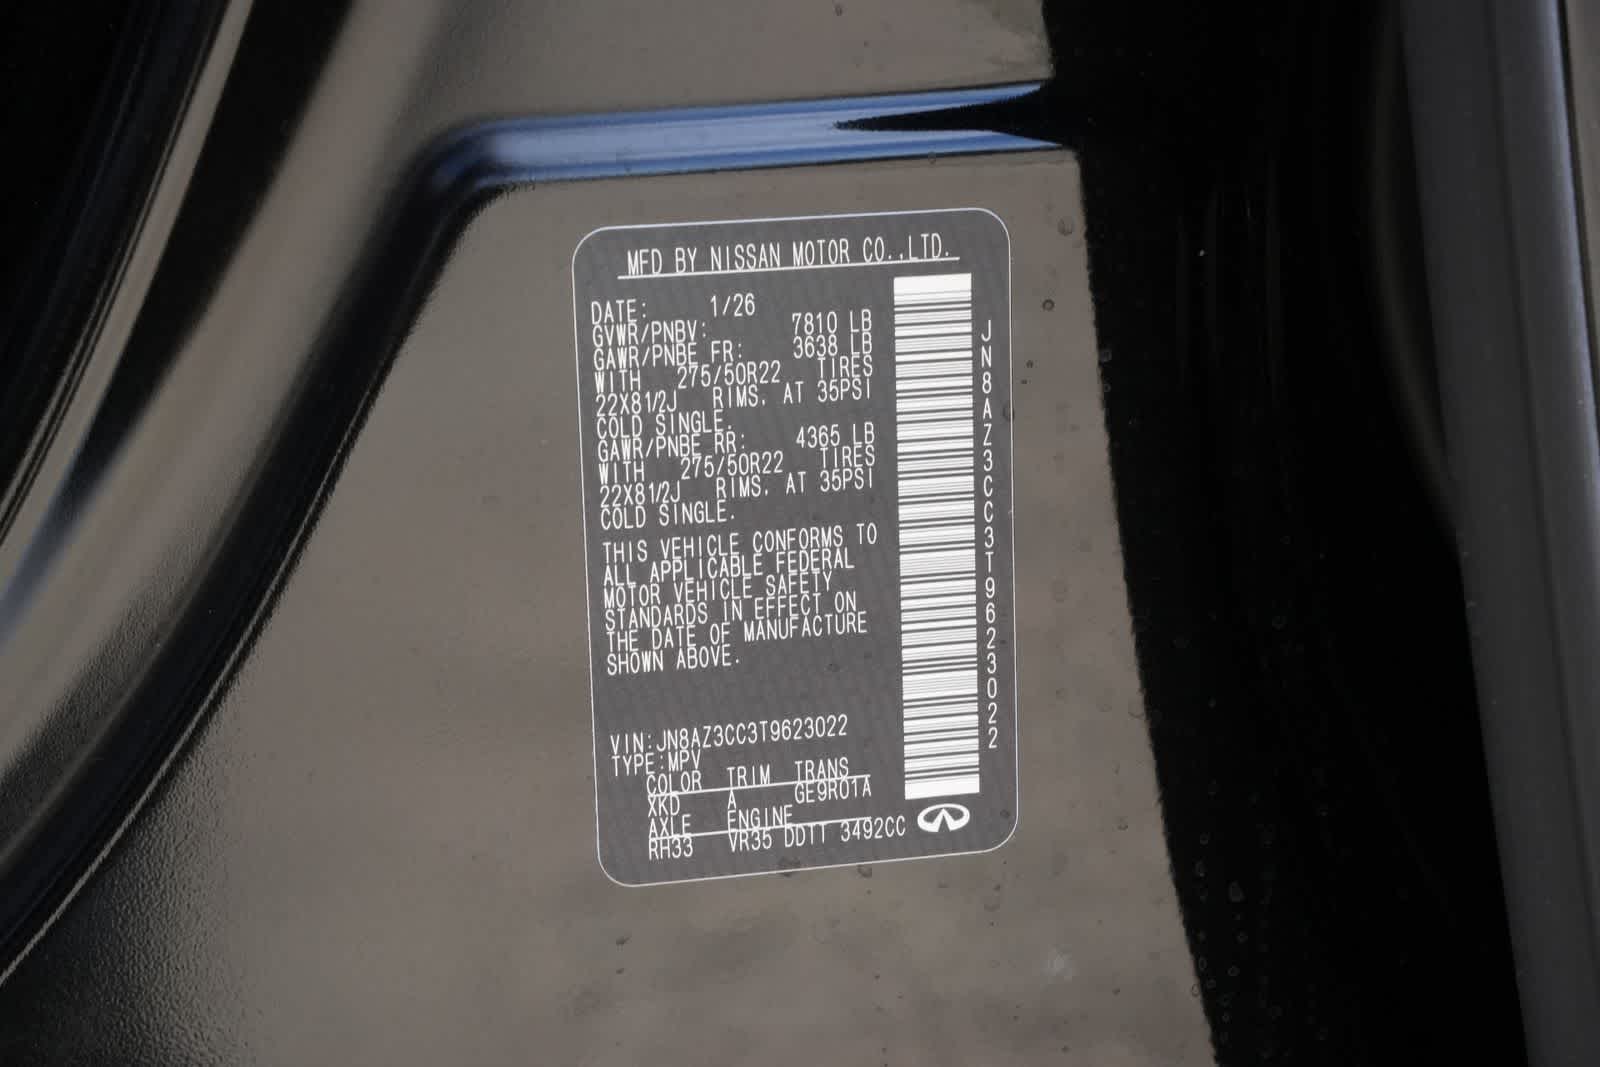 MFD BY NISSAN MOTOR CO.,LTD.
DATE: 1/26
GVWR/PNBV: 7810 LB
GAWR/PNBE FR: 3638 LB
WITH 275/50R22 TIRES
22X81/2J RIMS, AT 35PSI
COLD SINGLE.
GAWR/PNBE RR: 4365 LB
WITH 275/50R22 TIRES
22X81/2J RIMS, AT 35PSI
COLD SINGLE.
THIS VEHICLE CONFORMS TO
ALL APPLICABLE FEDERAL
MOTOR VEHICLE SAFETY
STANDARDS IN EFFECT ON
THE DATE OF MANUFACTURE
SHOWN ABOVE.
VIN:JN8AZ3CC3T9623022
TYPE:MPV
COLOR TRIM TRANS
XKD A GE9R01A
AXLE ENGINE
RH33 VR35 DDTT 3492CC
JN8AZ3CC3T9623022